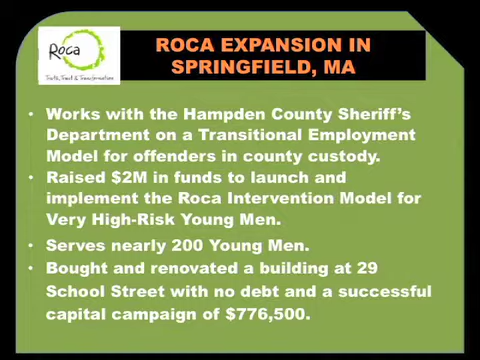 Roca
Truth, Trust & Transformation
ROCA EXPANSION IN
SPRINGFIELD, MA
• Works with the Hampden County Sheriff's
Department on a Transitional Employment
Model for offenders in county custody.
• Raised $2M in funds to launch and
implement the Roca Intervention Model for
Very High-Risk Young Men.
• Serves nearly 200 Young Men.
• Bought and renovated a building at 29
School Street with no debt and a successful
capital campaign of $776,500.